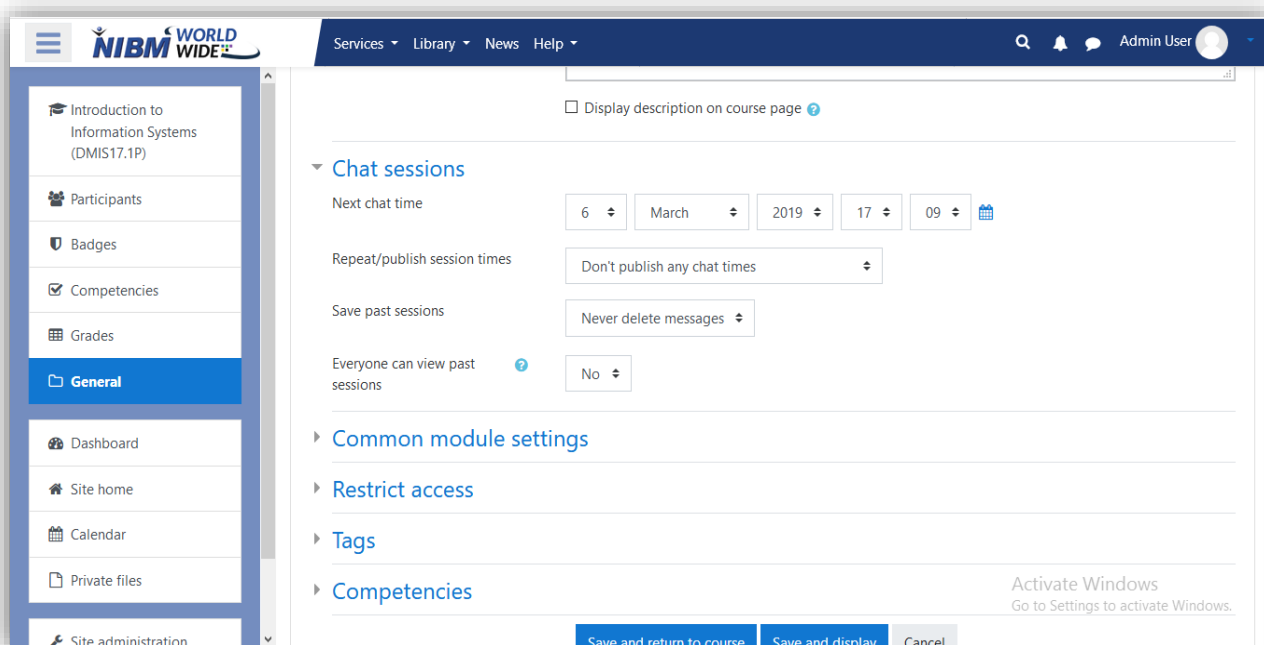 NIBM WORLD WIDE
Services Library News Help
Admin User
Introduction to
Information Systems
(DMIS17.1P)
Participants
Badges
Competencies
Grades
General
Dashboard
Site home
Calendar
Private files
Site administration
Display description on course page
Chat sessions
Next chat time
6 March 2019 17 09
Repeat/publish session times
Don't publish any chat times
Save past sessions
Never delete messages
Everyone can view past
sessions
No
Common module settings
Restrict access
Tags
Competencies
Activate Windows
Go to Settings to activate Windows.
Save and return to course Save and display Cancel